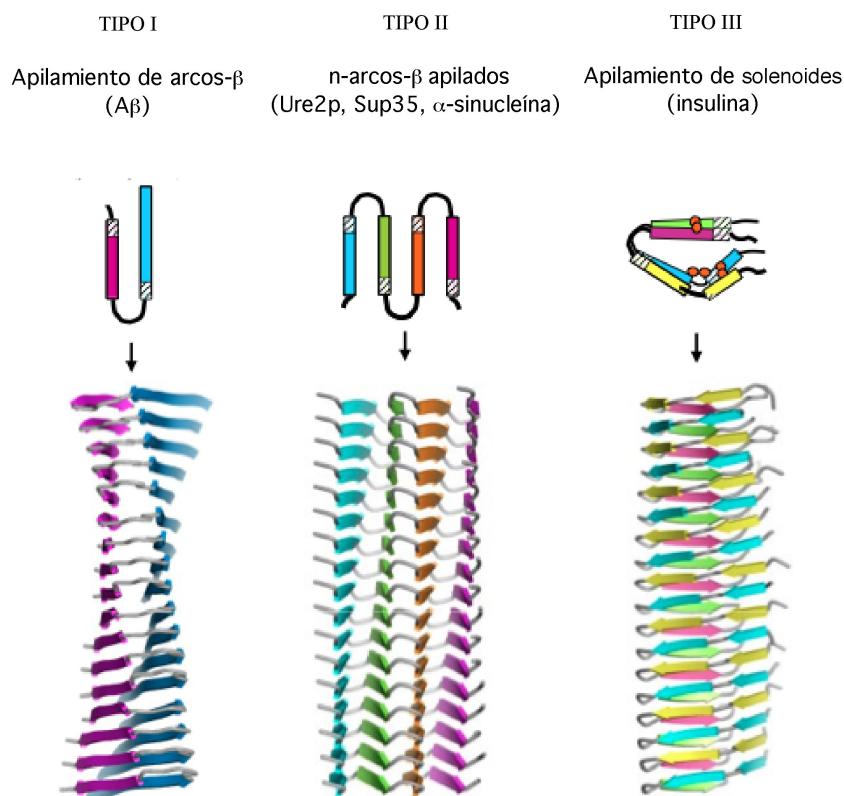 TIPO I
Apilamiento de arcos-β
(Aβ)
TIPO II
n-arcos-β apilados
(Ure2p, Sup35, α-sinucleína)
TIPO III
Apilamiento de solenoides
(insulina)